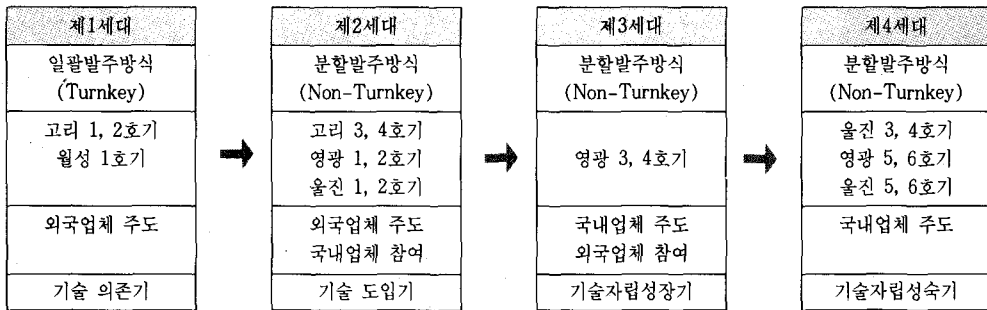 제1세대
일괄발주방식
(Turnkey)
고리 1, 2호기
월성 1호기
외국업체 주도
기술 의존기
제2세대
분할발주방식
(Non-Turnkey)
고리 3, 4호기
영광 1, 2호기
울진 1, 2호기
외국업체 주도
국내업체 참여
기술 도입기
제3세대
분할발주방식
(Non-Turnkey)
영광 3, 4호기
국내업체 주도
외국업체 참여
기술자립성장기
제4세대
분할발주방식
(Non-Turnkey)
울진 3, 4호기
영광 5, 6호기
울진 5, 6호기
국내업체 주도
기술자립성숙기